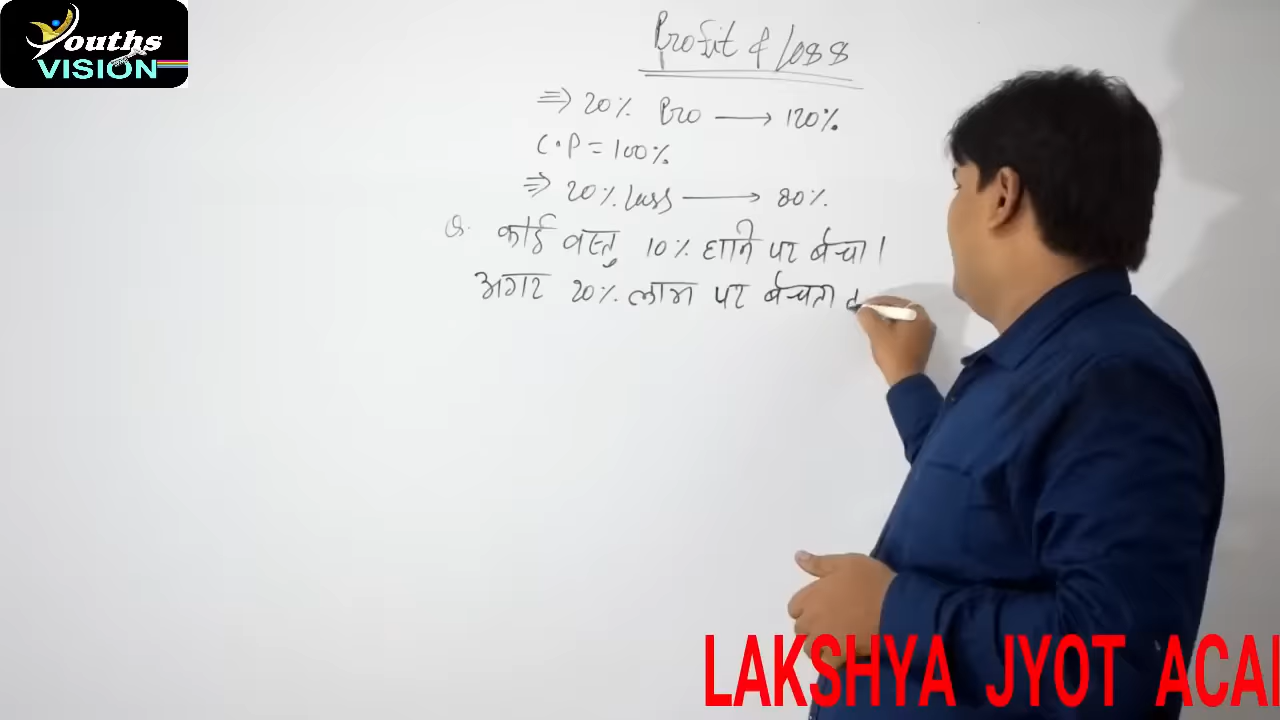 Youths
VISION
Profit & loss
⇒ 20% Pro → 120%
C.P = 100%
⇒ 20% Loss → 80%
Q. कोई वस्तु 10% हानि पर बेचा।
अगर 20% लाभ पर बेचता
LAKSHYA JYOT ACAI